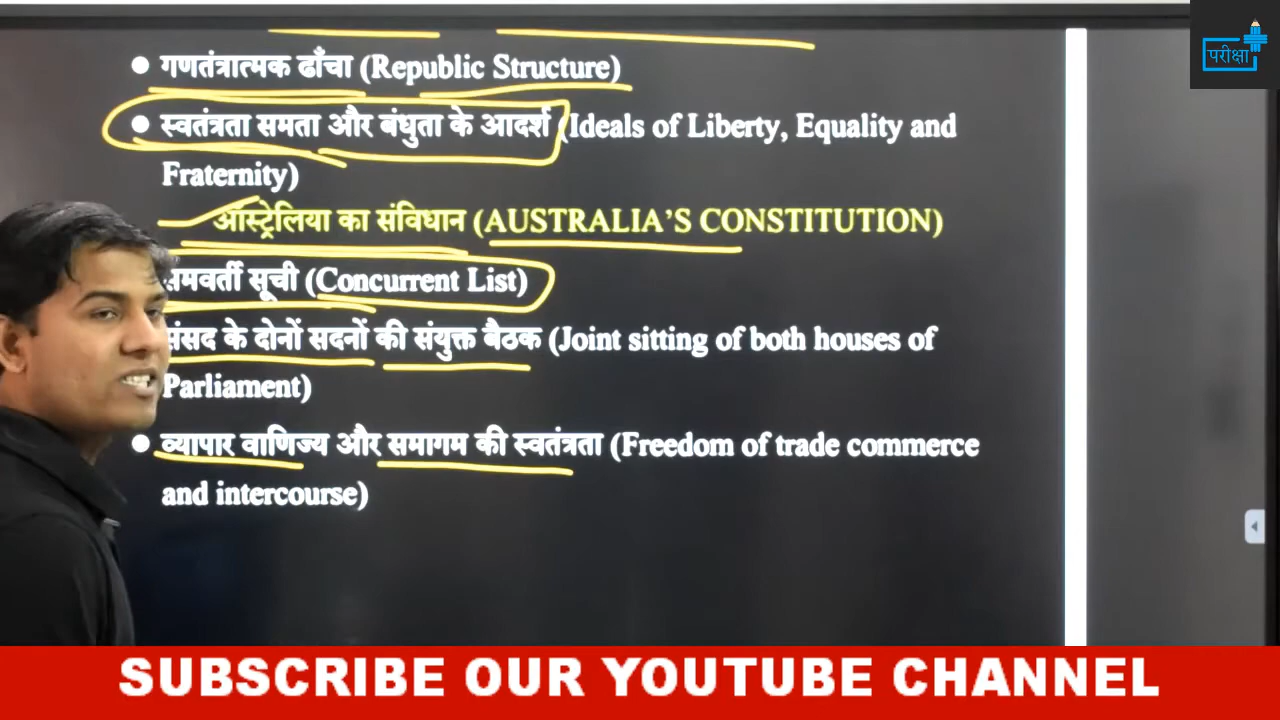 परीक्षा
गणतंत्रात्मक ढाँचा (Republic Structure)
स्वतंत्रता समता और बंधुता के आदर्श (Ideals of Liberty, Equality and
Fraternity)
ऑस्ट्रेलिया का संविधान (AUSTRALIA'S CONSTITUTION)
समवर्ती सूची (Concurrent List)
संसद के दोनों सदनों की संयुक्त बैठक (Joint sitting of both houses of
Parliament)
व्यापार वाणिज्य और समागम की स्वतंत्रता (Freedom of trade commerce
and intercourse)
SUBSCRIBE OUR YOUTUBE CHANNEL